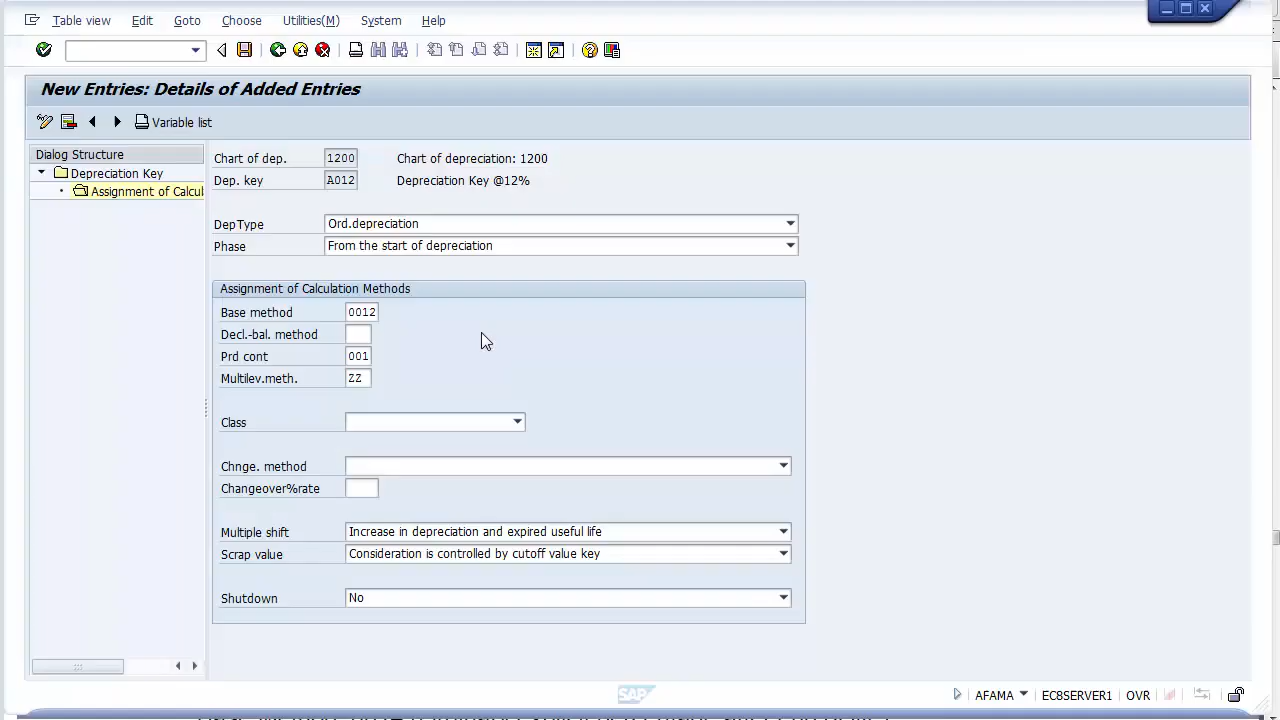 Table view Edit Goto Choose Utilities(M) System Help
New Entries: Details of Added Entries
Variable list
Dialog Structure
Depreciation Key
Assignment of Calcul
Chart of dep. 1200 Chart of depreciation: 1200
Dep. key A012 Depreciation Key @12%
DepType Ord.depreciation
Phase From the start of depreciation
Assignment of Calculation Methods
Base method 0012
Decl.-bal. method
Prd cont 001
Multilev.meth. ZZ
Class
Chnge. method
Changeover%rate
Multiple shift Increase in depreciation and expired useful life
Scrap value Consideration is controlled by cutoff value key
Shutdown No
SAP
AFAMA EC8SERVER1 OVR